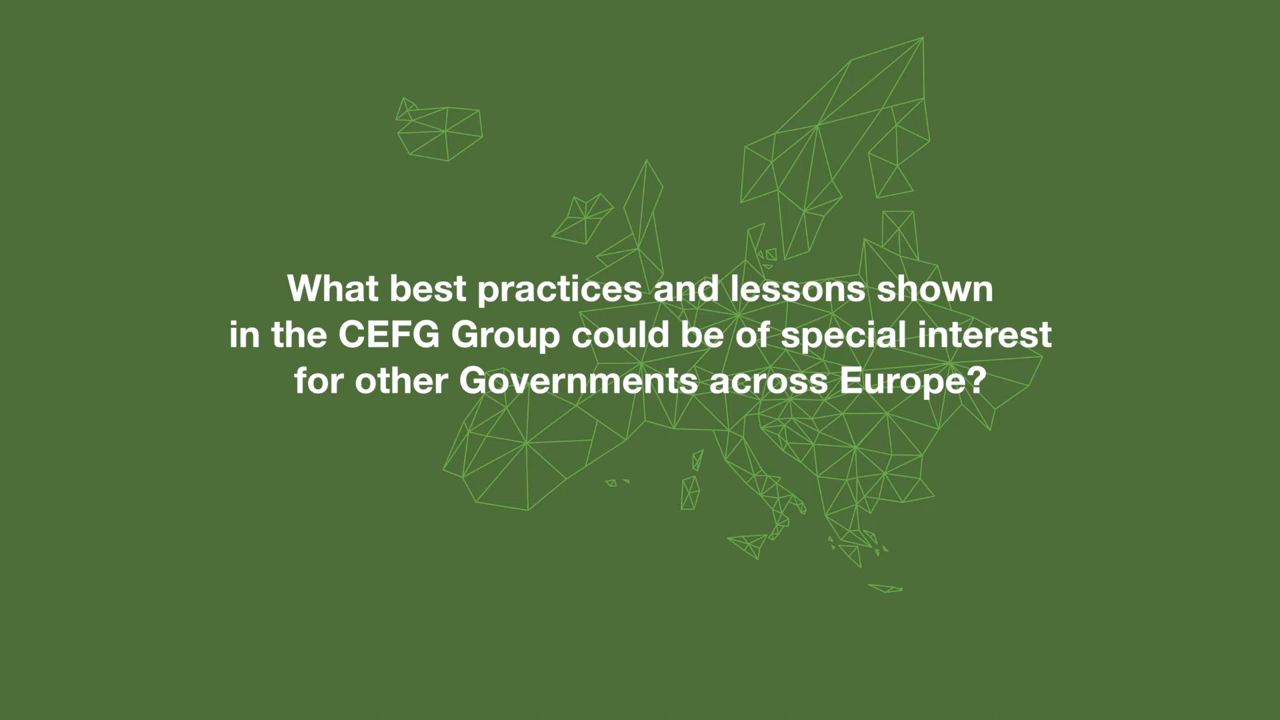 What best practices and lessons shown
in the CEFG Group could be of special interest
for other Governments across Europe?